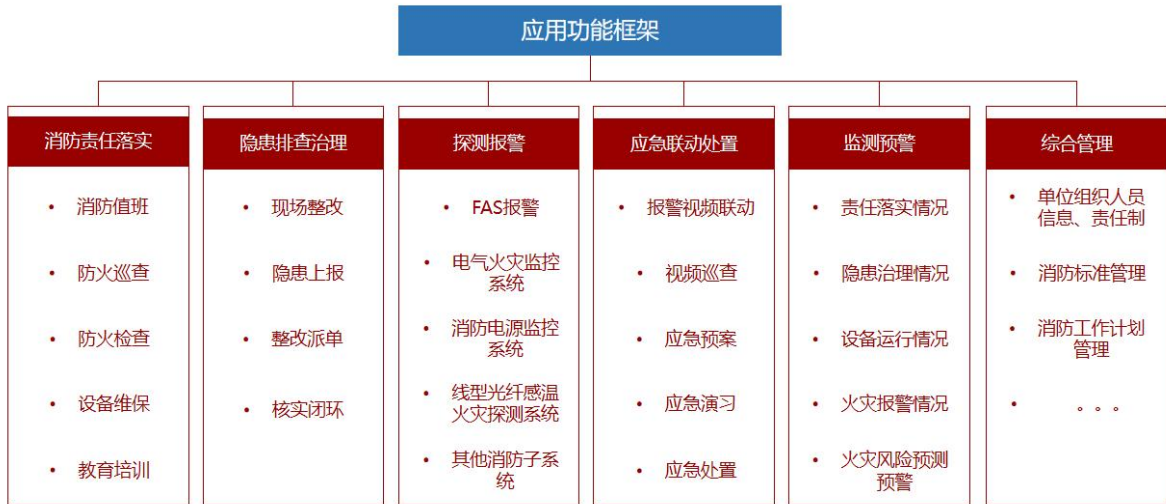 应用功能框架
消防责任落实
• 消防值班
• 防火巡查
• 防火检查
• 设备维保
• 教育培训
隐患排查治理
• 现场整改
• 隐患上报
• 整改派单
• 核实闭环
探测报警
• FAS报警
• 电气火灾监控
系统
• 消防电源监控
系统
• 线型光纤感温
火灾探测系统
• 其他消防子系
统
应急联动处置
• 报警视频联动
• 视频巡查
• 应急预案
• 应急演习
• 应急处置
监测预警
• 责任落实情况
• 隐患治理情况
• 设备运行情况
• 火灾报警情况
• 火灾风险预测
预警
综合管理
• 单位组织人员
信息、责任制
• 消防标准管理
• 消防工作计划
管理
• 。。。